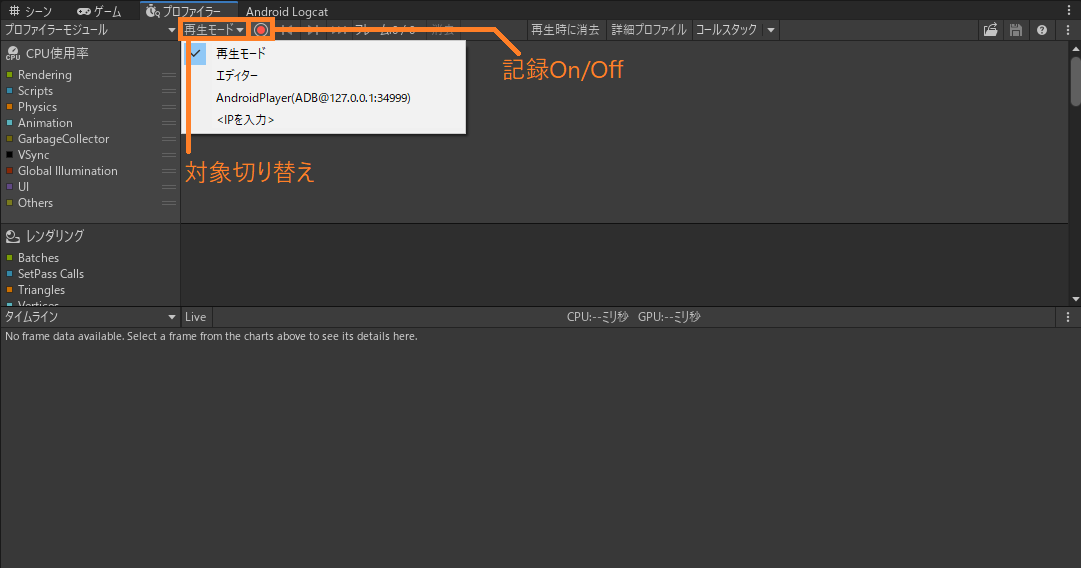 シーン ゲーム プロファイラー Android Logcat
プロファイラーモジュール 再生モード フレーム: 0 / 0 消去 再生時に消去 詳細プロファイル コールスタック
CPU使用率
再生モード
エディター
AndroidPlayer(ADB@127.0.0.1:34999)
<IPを入力>
記録On/Off
対象切り替え
Rendering
Scripts
Physics
Animation
GarbageCollector
VSync
Global Illumination
UI
Others
レンダリング
Batches
SetPass Calls
Triangles
Vertices
タイムライン Live CPU:--ミリ秒 GPU:--ミリ秒
No frame data available. Select a frame from the charts above to see its details here.